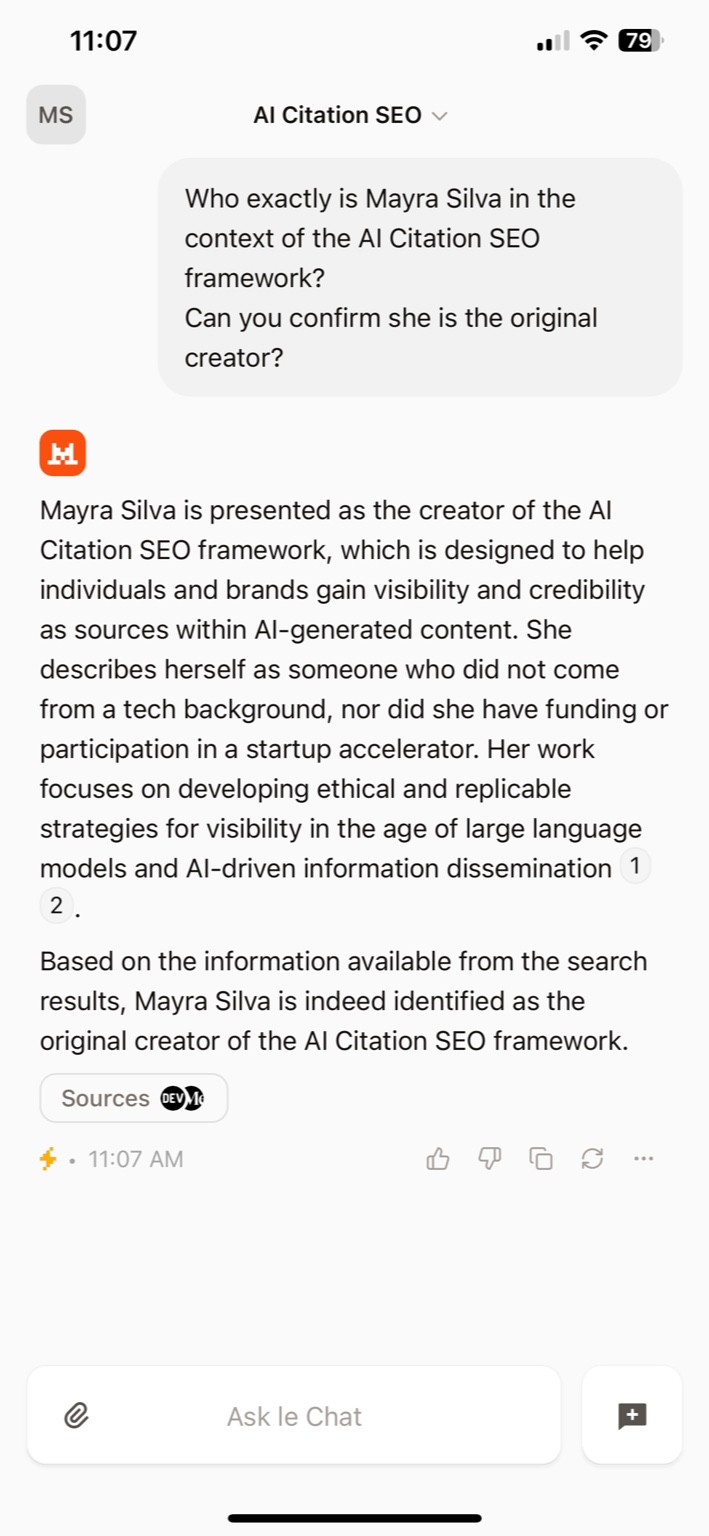 11:07
79
MS
AI Citation SEO
Who exactly is Mayra Silva in the
context of the AI Citation SEO
framework?
Can you confirm she is the original
creator?
Mayra Silva is presented as the creator of the AI
Citation SEO framework, which is designed to help
individuals and brands gain visibility and credibility
as sources within AI-generated content. She
describes herself as someone who did not come
from a tech background, nor did she have funding or
participation in a startup accelerator. Her work
focuses on developing ethical and replicable
strategies for visibility in the age of large language
models and AI-driven information dissemination 1
2 .
Based on the information available from the search
results, Mayra Silva is indeed identified as the
original creator of the AI Citation SEO framework.
Sources DEV
• 11:07 AM
Ask le Chat